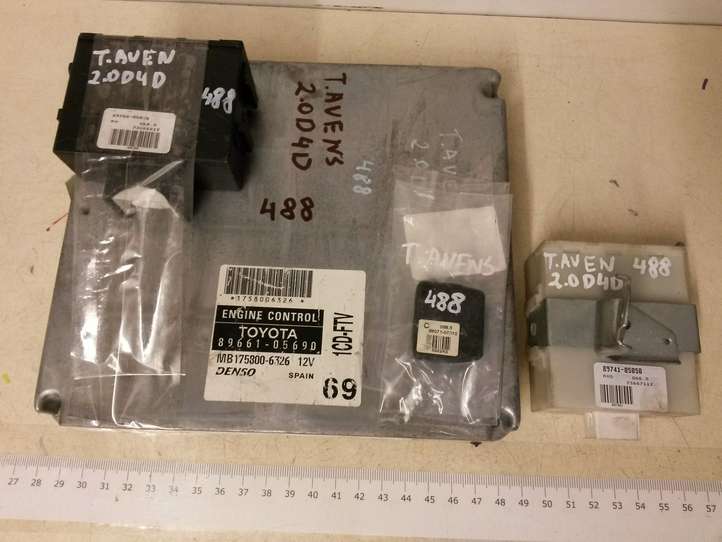 T.AVEN
2.0D4D
488
T.AVENS
2.0D4D
488
488
T.AVE
T.AVENS
488
*1758006326*
ENGINE CONTROL
TOYOTA
89661-05690
MB175800-6326 12V
DENSO SPAIN
1CD-FTV
69
C
T.AVEN 488
2.0D4D
89741-05050
27 28 29 30 31 32 33 34 35 36 37 38 39 40 41 42 43 44 45 46 47 48 49 50 51 52 53 54 55 56 57